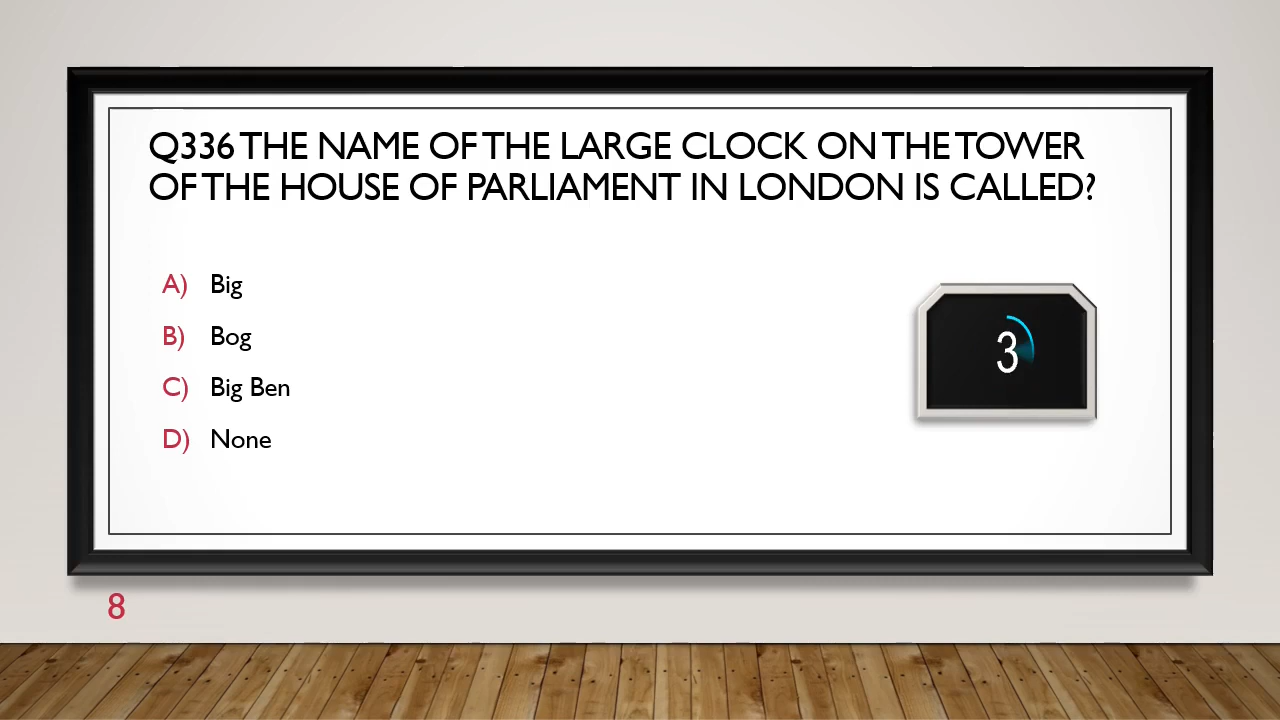 Q336 THE NAME OF THE LARGE CLOCK ON THE TOWER
OF THE HOUSE OF PARLIAMENT IN LONDON IS CALLED?
A) Big
B) Bog
C) Big Ben
D) None
3
8